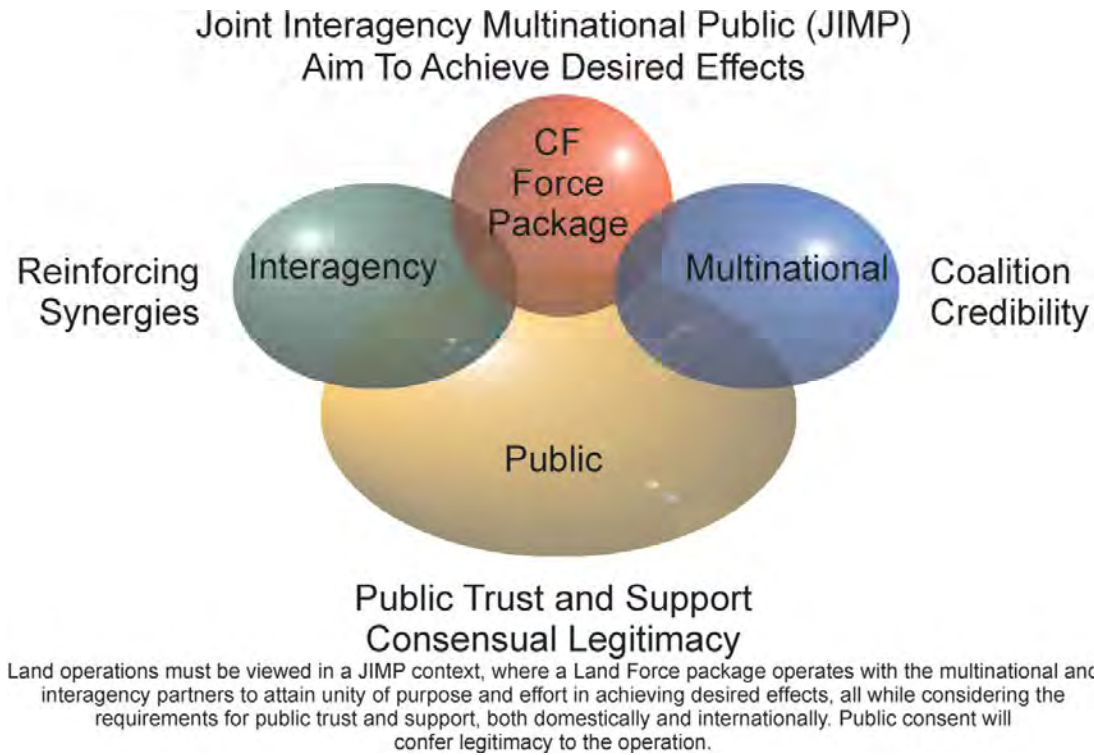 Joint Interagency Multinational Public (JIMP)
Aim To Achieve Desired Effects
CF
Force
Package
Interagency
Multinational
Reinforcing
Synergies
Coalition
Credibility
Public
Public Trust and Support
Consensual Legitimacy
Land operations must be viewed in a JIMP context, where a Land Force package operates with the multinational and
interagency partners to attain unity of purpose and effort in achieving desired effects, all while considering the
requirements for public trust and support, both domestically and internationally. Public consent will
confer legitimacy to the operation.